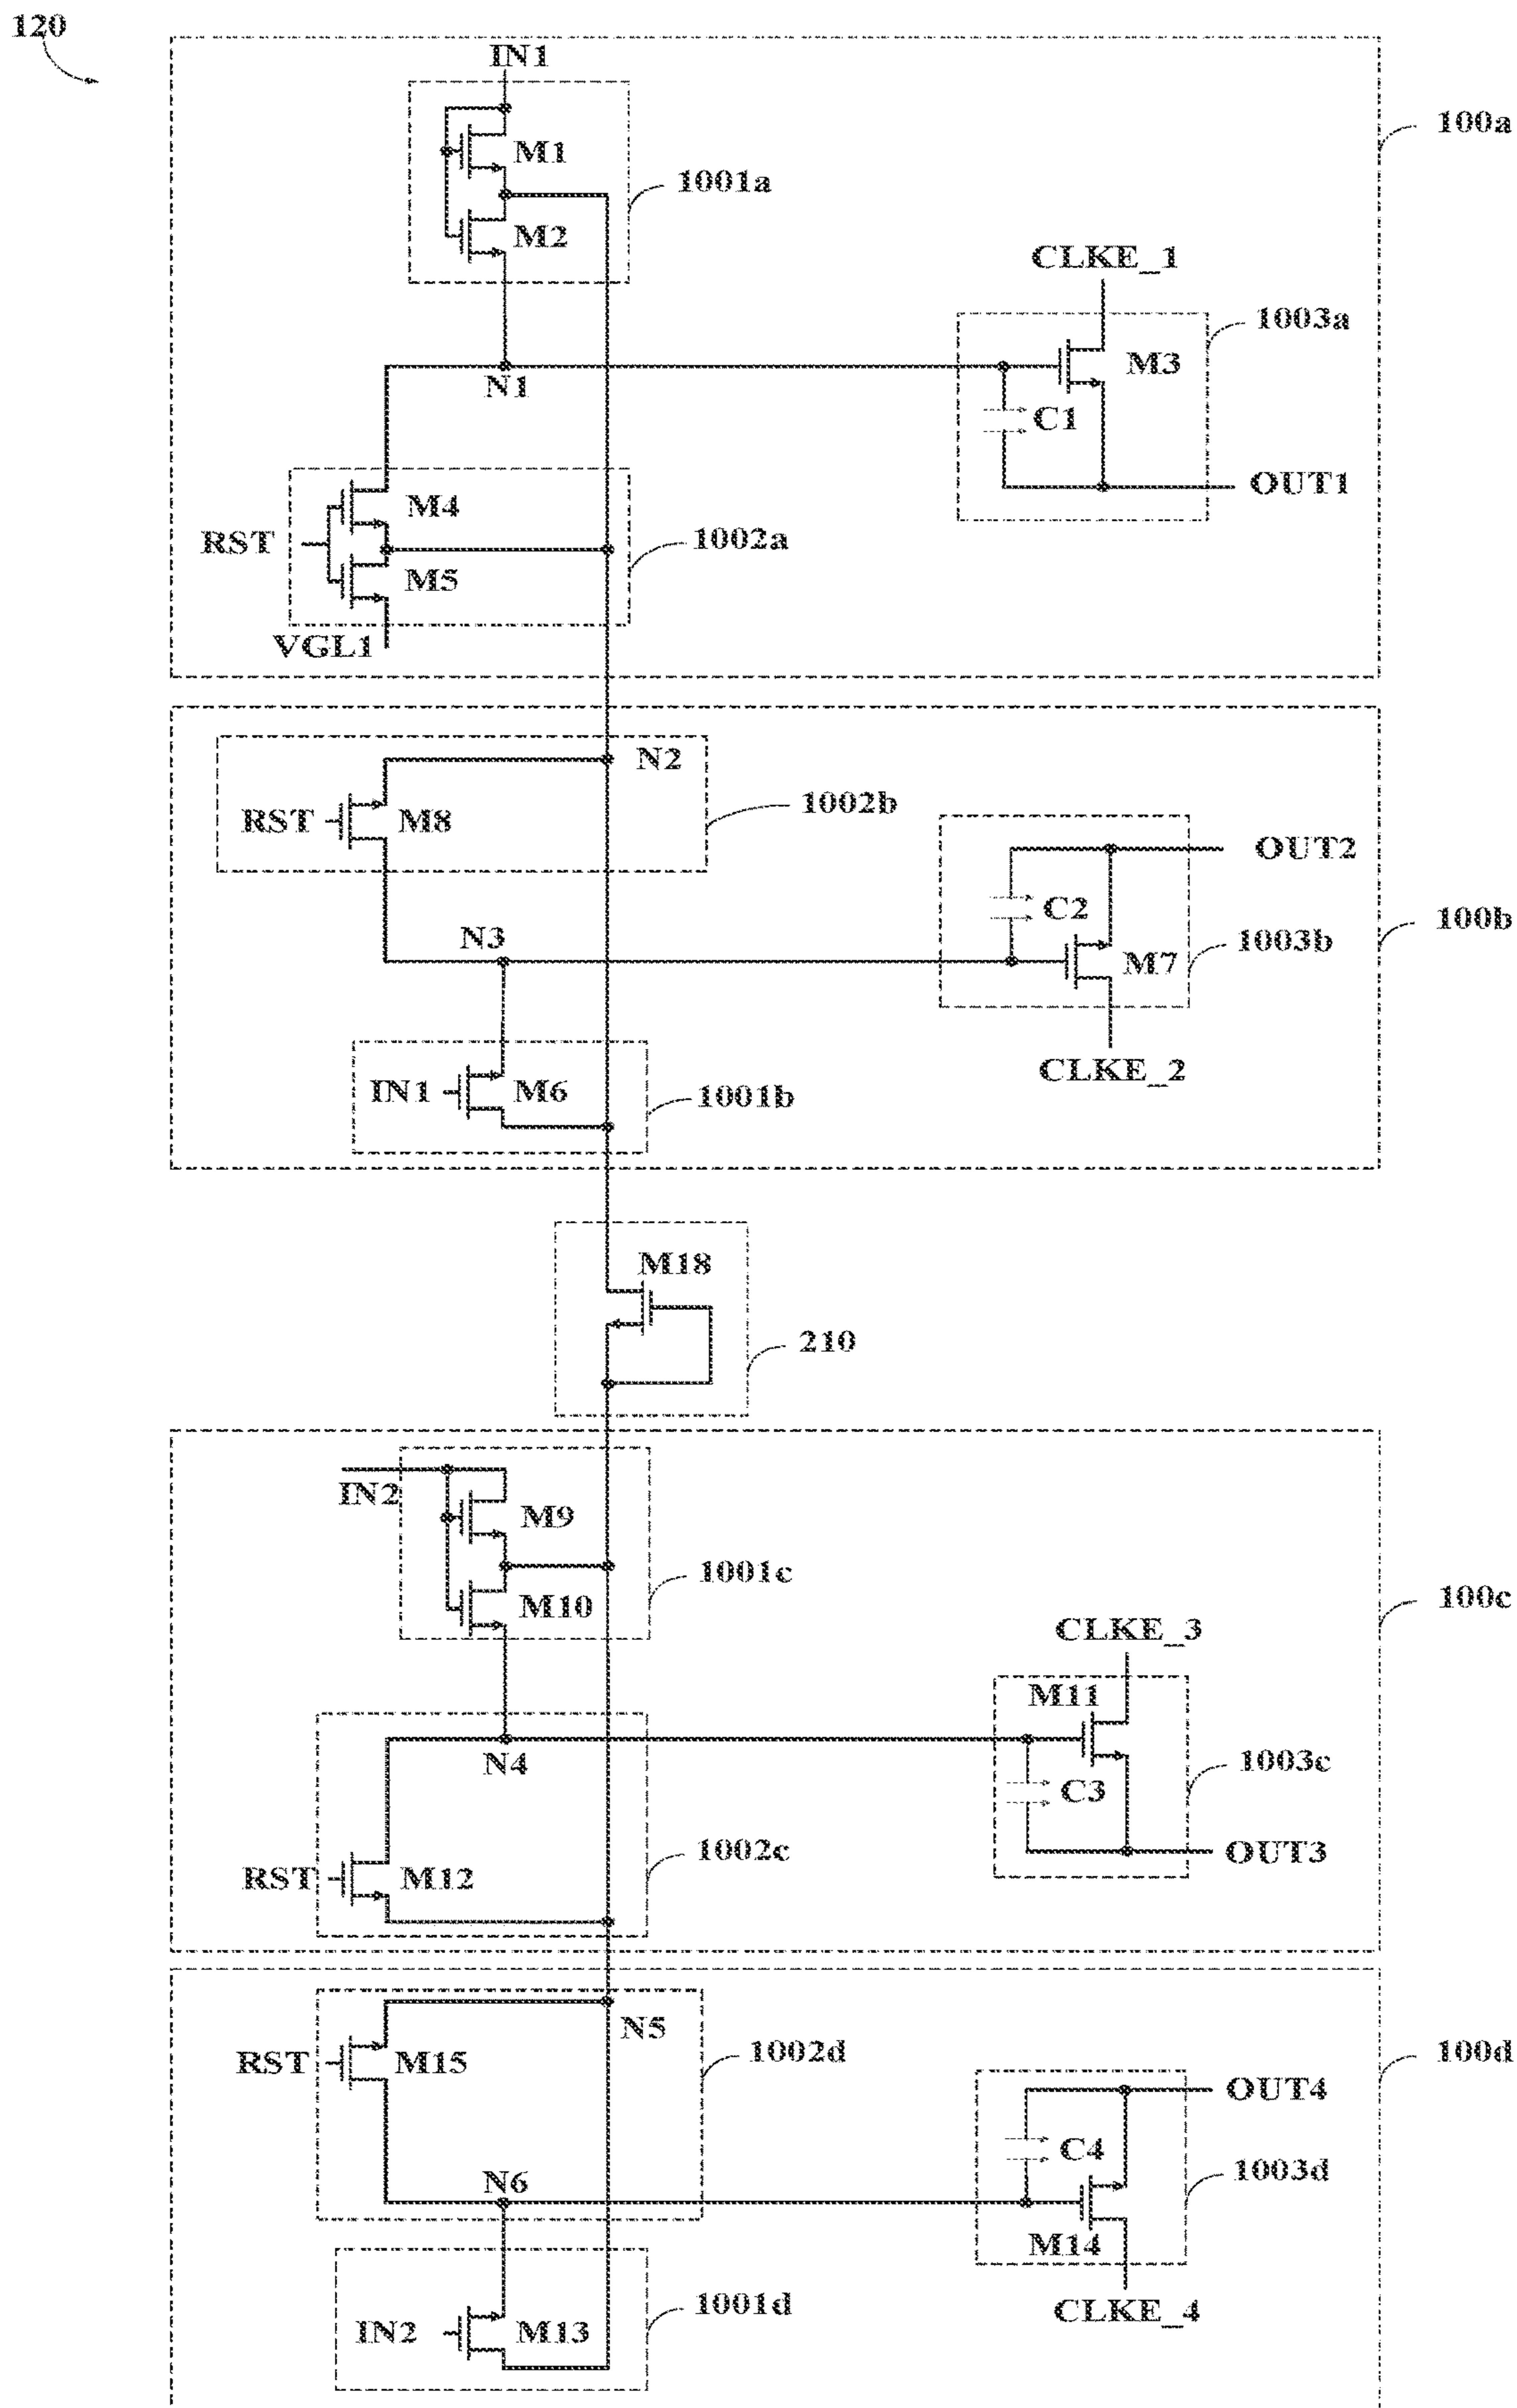 120
IN1
100a
M1
1001a
M2
CLKE_1
1003a
M3
N1
C1
OUT1
M4
RST
1002a
M5
VGL1
N2
1002b
RST
M8
OUT2
C2
100b
N3
1003b
M7
CLKE_2
IN1
M6
1001b
M18
210
IN2
M9
1001c
M10
100c
CLKE_3
M11
N4
1003c
C3
1002c
OUT3
RST
M12
N5
1002d
100d
RST
M15
OUT4
C4
1003d
N6
M14
1001d
CLKE_4
IN2
M13